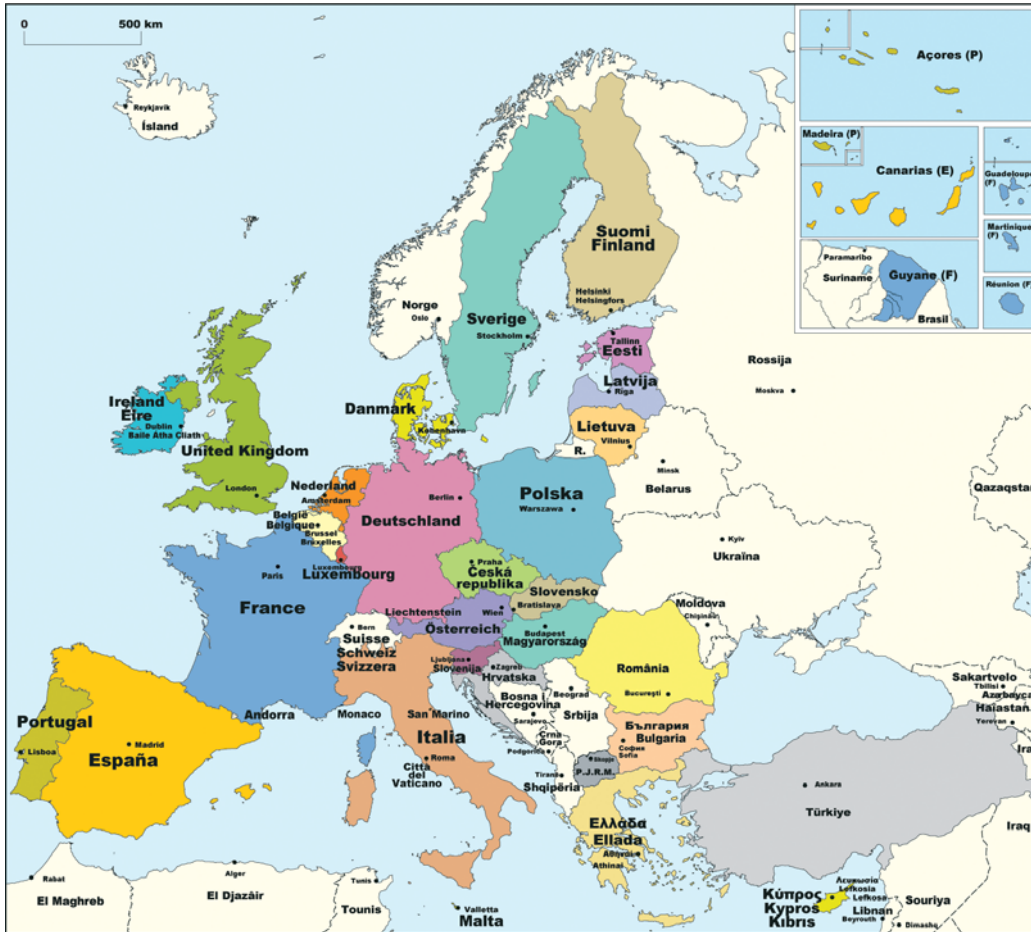 0 500 km
Reykjavík
Ísland
Açores (P)
Madeira (P)
Canarias (E)
Guadeloupe
(F)
Martinique
(F)
Réunion (F)
Paramaribo
Suriname
Guyane (F)
Brasil
Suomi
Finland
Helsinki
Helsingfors
Norge
Oslo
Sverige
Stockholm
Tallinn
Eesti
Latvija
Riga
Lietuva
Vilnius
R.
Rossija
Moskva
Minsk
Belarus
Qazaqstan
Ireland
Éire
Dublin
Baile Átha Cliath
United Kingdom
London
Danmark
København
Nederland
Amsterdam
België
Belgique
Brussel
Bruxelles
Luxembourg
Luxembourg
Berlin
Deutschland
Polska
Warszawa
Kyiv
Ukraïna
Praha
Česká
republika
Slovensko
Bratislava
Paris
France
Liechtenstein
Wien
Österreich
Budapest
Magyarország
Moldova
Chişinău
Bern
Suisse
Schweiz
Svizzera
Ljubljana
Slovenija
Zagreb
Hrvatska
România
Bucureşti
Bosna i
Hercegovina
Sarajevo
Beograd
Srbija
Crna
Gora
Podgorica
България
Bulgaria
София
Sofia
Skopje
P.J.R.M.
Tiranë
Shqipëria
Portugal
Lisboa
Madrid
España
Andorra
Monaco
San Marino
Italia
Roma
Città
del
Vaticano
Ελλάδα
Ellada
Αθήναι
Athinai
Sakartvelo
Tbilisi
Azərbayca
Haiastan
Yerevan
Ira
Ankara
Türkiye
Iraq
Rabat
El Maghreb
Alger
El Djazâir
Tunis
Tounis
Valletta
Malta
Κύπρος
Kypros
Kıbrıs
Λευκωσία
Lefkosia
Lefkosa
Libnan
Beyrouth
Souriya
Dimashq